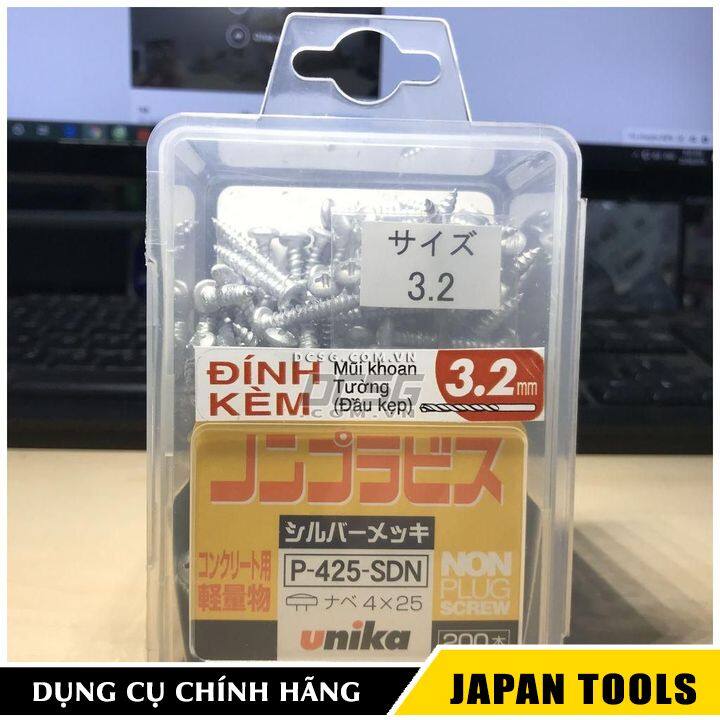 サイズ
3.2
DCSG.COM.VN
ĐÍNH KÈM
Mũi khoan
Tường
(Đầu kẹp)
3.2mm
DCSG
.COM.VN
ノンプラビス
シルバーメッキ
コンクリート用
軽量物
P-425-SDN
ナベ 4×25
NON
PLUG
SCREW
unika
200本
DỤNG CỤ CHÍNH HÃNG
JAPAN TOOLS